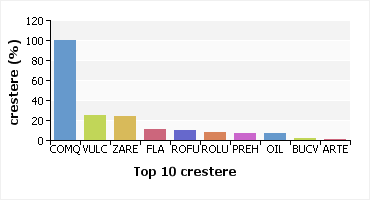 120
100
80
60
40
20
0
crestere (%)
COMQ VULC ZARE FLA ROFU ROLU PREH OIL BUCV ARTE
Top 10 crestere